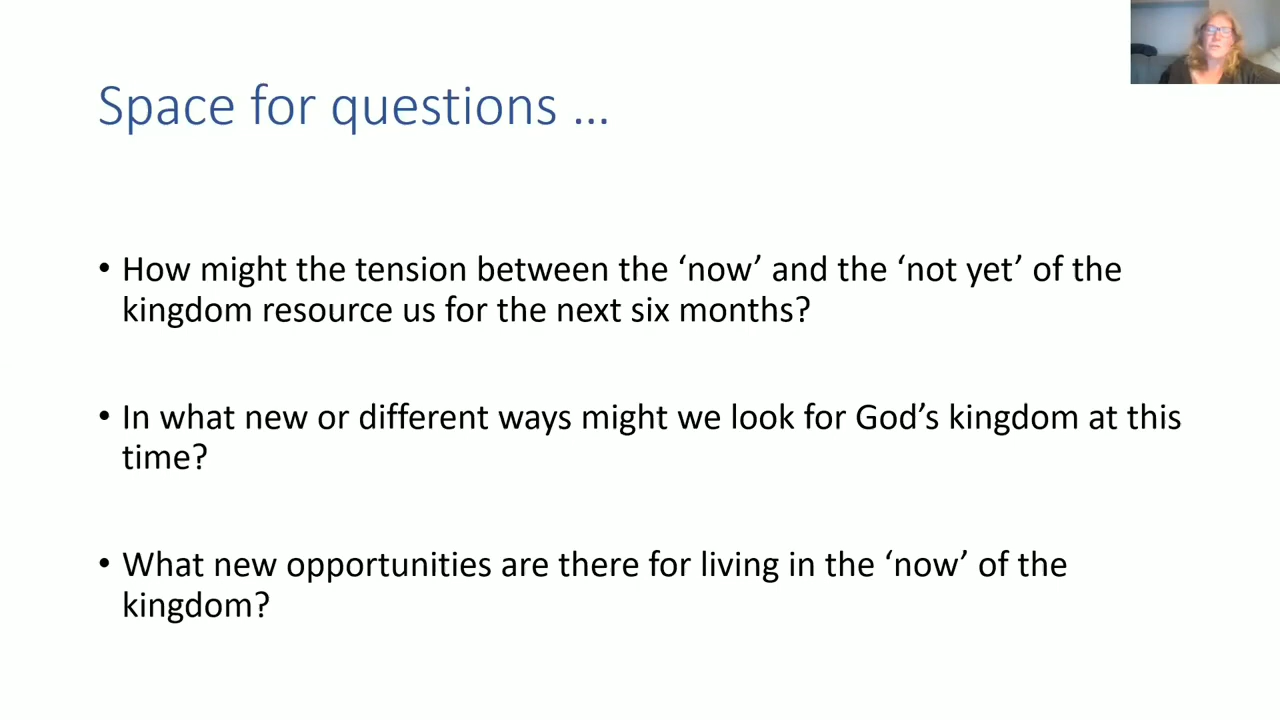 Space for questions ...
• How might the tension between the ‘now’ and the ‘not yet’ of the
kingdom resource us for the next six months?
• In what new or different ways might we look for God’s kingdom at this
time?
• What new opportunities are there for living in the ‘now’ of the
kingdom?